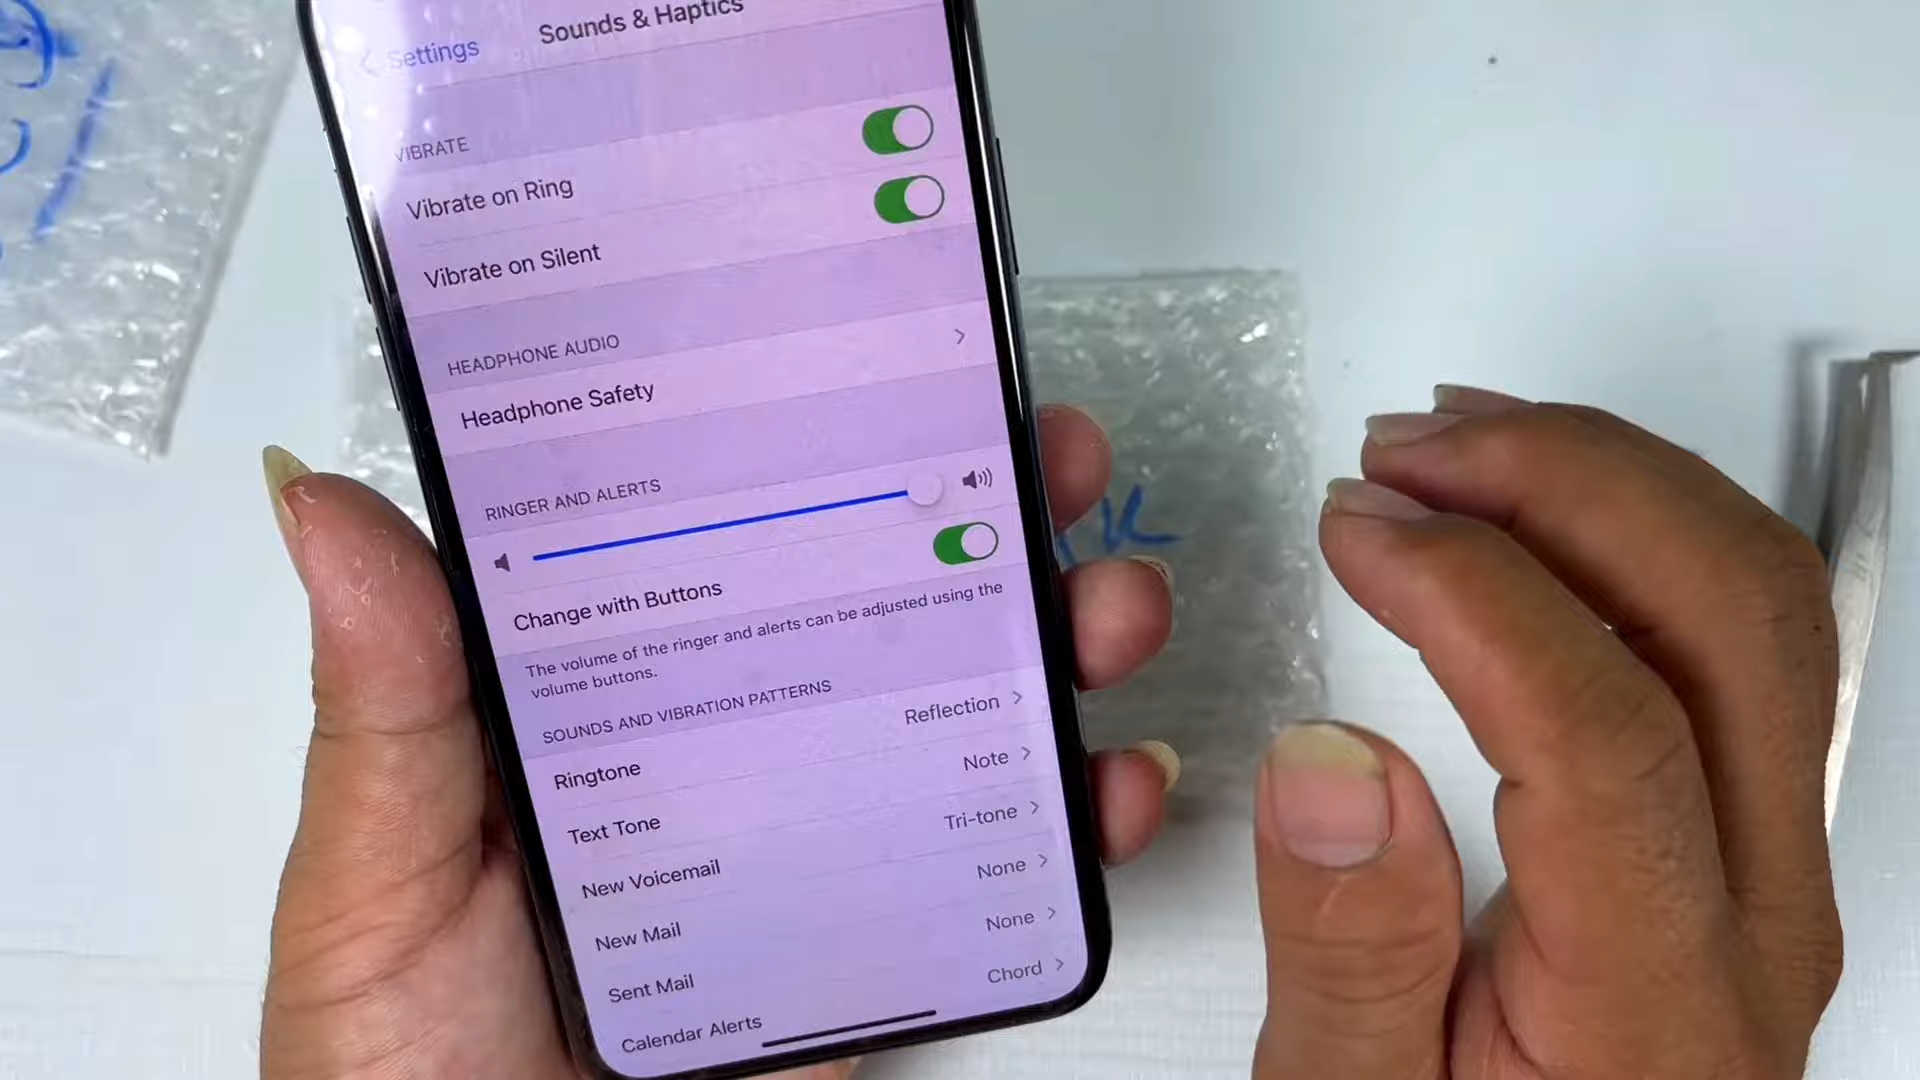 Settings
Sounds & Haptics
VIBRATE
Vibrate on Ring
Vibrate on Silent
HEADPHONE AUDIO
Headphone Safety
RINGER AND ALERTS
Change with Buttons
The volume of the ringer and alerts can be adjusted using the
volume buttons.
SOUNDS AND VIBRATION PATTERNS
Ringtone Reflection
Text Tone Note
New Voicemail Tri-tone
New Mail None
Sent Mail None
Calendar Alerts Chord